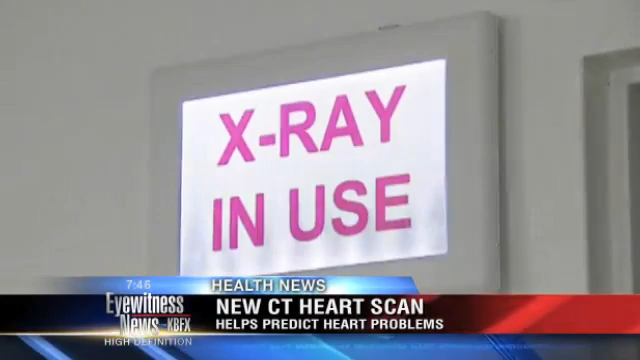 X-RAY
IN USE
7:46
HEALTH NEWS
Eyewitness
News KBFX
HIGH DEFINITION
NEW CT HEART SCAN
HELPS PREDICT HEART PROBLEMS